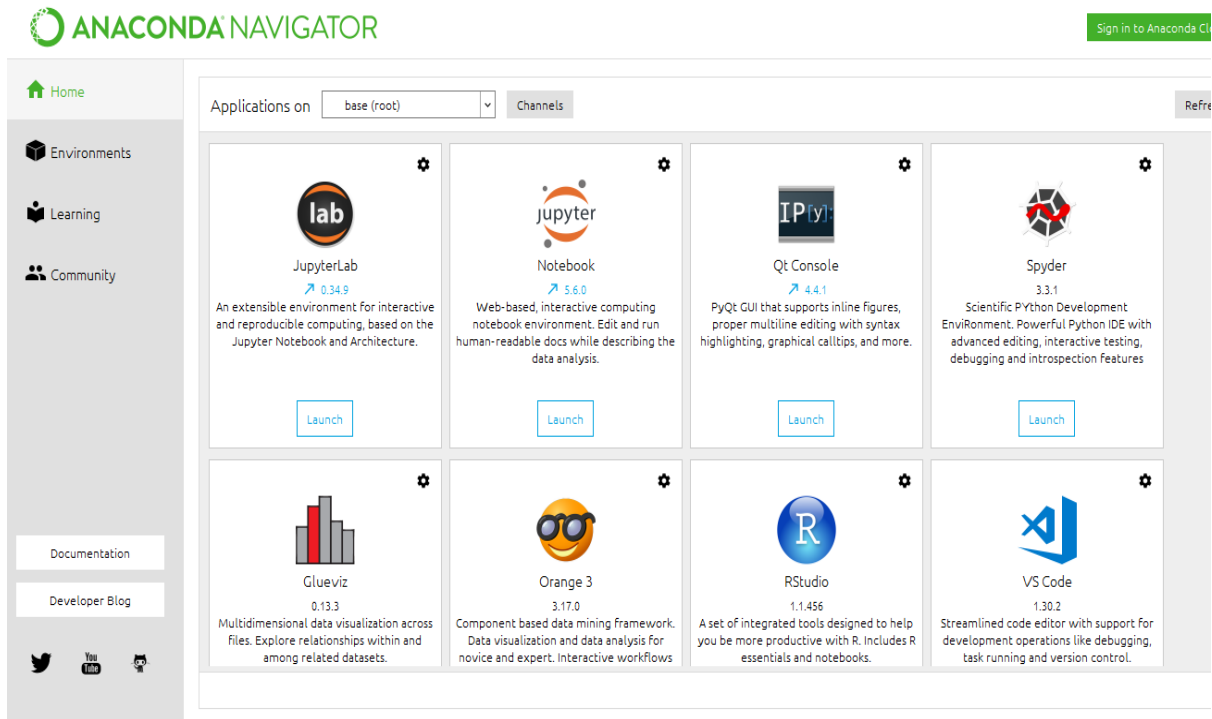 ANACONDA NAVIGATOR
Sign in to Anaconda Cl
Home
Environments
Learning
Community
Documentation
Developer Blog
You
Tube
Applications on base (root) Channels
Refre
lab
JupyterLab
0.34.9
An extensible environment for interactive
and reproducible computing, based on the
Jupyter Notebook and Architecture.
Launch
jupyter
Notebook
5.6.0
Web-based, interactive computing
notebook environment. Edit and run
human-readable docs while describing the
data analysis.
Launch
IP[y]:
Qt Console
4.4.1
PyQt GUI that supports inline figures,
proper multiline editing with syntax
highlighting, graphical calltips, and more.
Launch
Spyder
3.3.1
Scientific PYthon Development
EnviRonment. Powerful Python IDE with
advanced editing, interactive testing,
debugging and introspection features
Launch
Glueviz
0.13.3
Multidimensional data visualization across
files. Explore relationships within and
among related datasets.
Orange 3
3.17.0
Component based data mining framework.
Data visualization and data analysis for
novice and expert. Interactive workflows
R
RStudio
1.1.456
A set of integrated tools designed to help
you be more productive with R. Includes R
essentials and notebooks.
VS Code
1.30.2
Streamlined code editor with support for
development operations like debugging,
task running and version control.